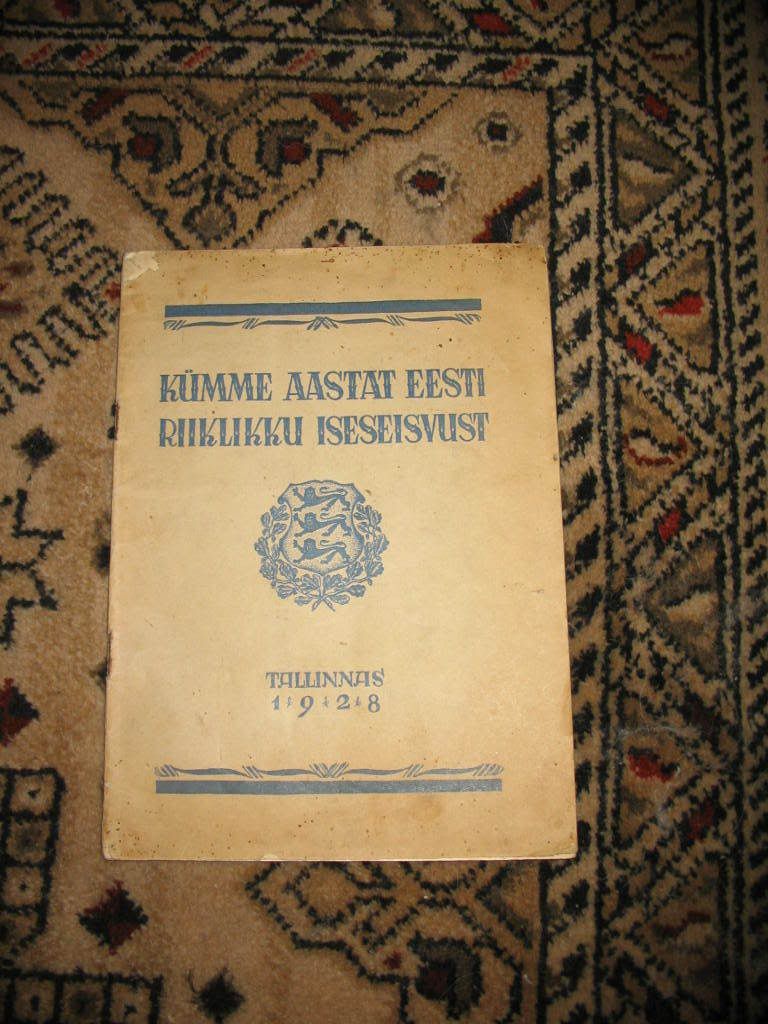 KÜMME AASTAT EESTI
RIIKLIKKU ISESEISVUST
TALLINNAS
1928